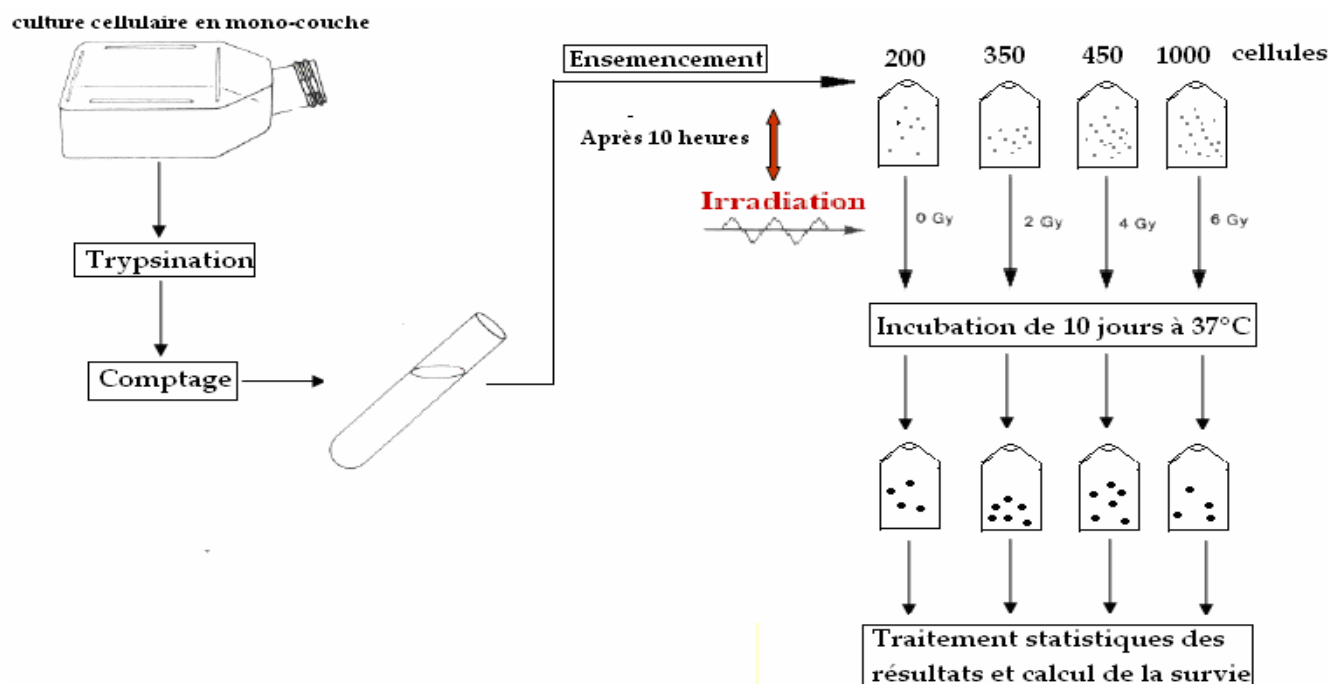 culture cellulaire en mono-couche
Ensemencement
200 350 450 1000 cellules
Après 10 heures
Irradiation
0 Gy 2 Gy 4 Gy 6 Gy
Trypsination
Incubation de 10 jours à 37°C
Comptage
Traitement statistiques des
résultats et calcul de la survie